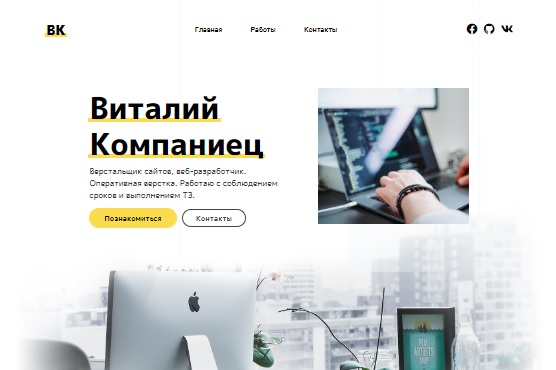 ВК
Главная Работы Контакты
Виталий
Компаниец
Верстальщик сайтов, веб-разработчик.
Оперативная верстка. Работаю с соблюдением
сроков и выполнением ТЗ.
Познакомиться Контакты
ARTISTS